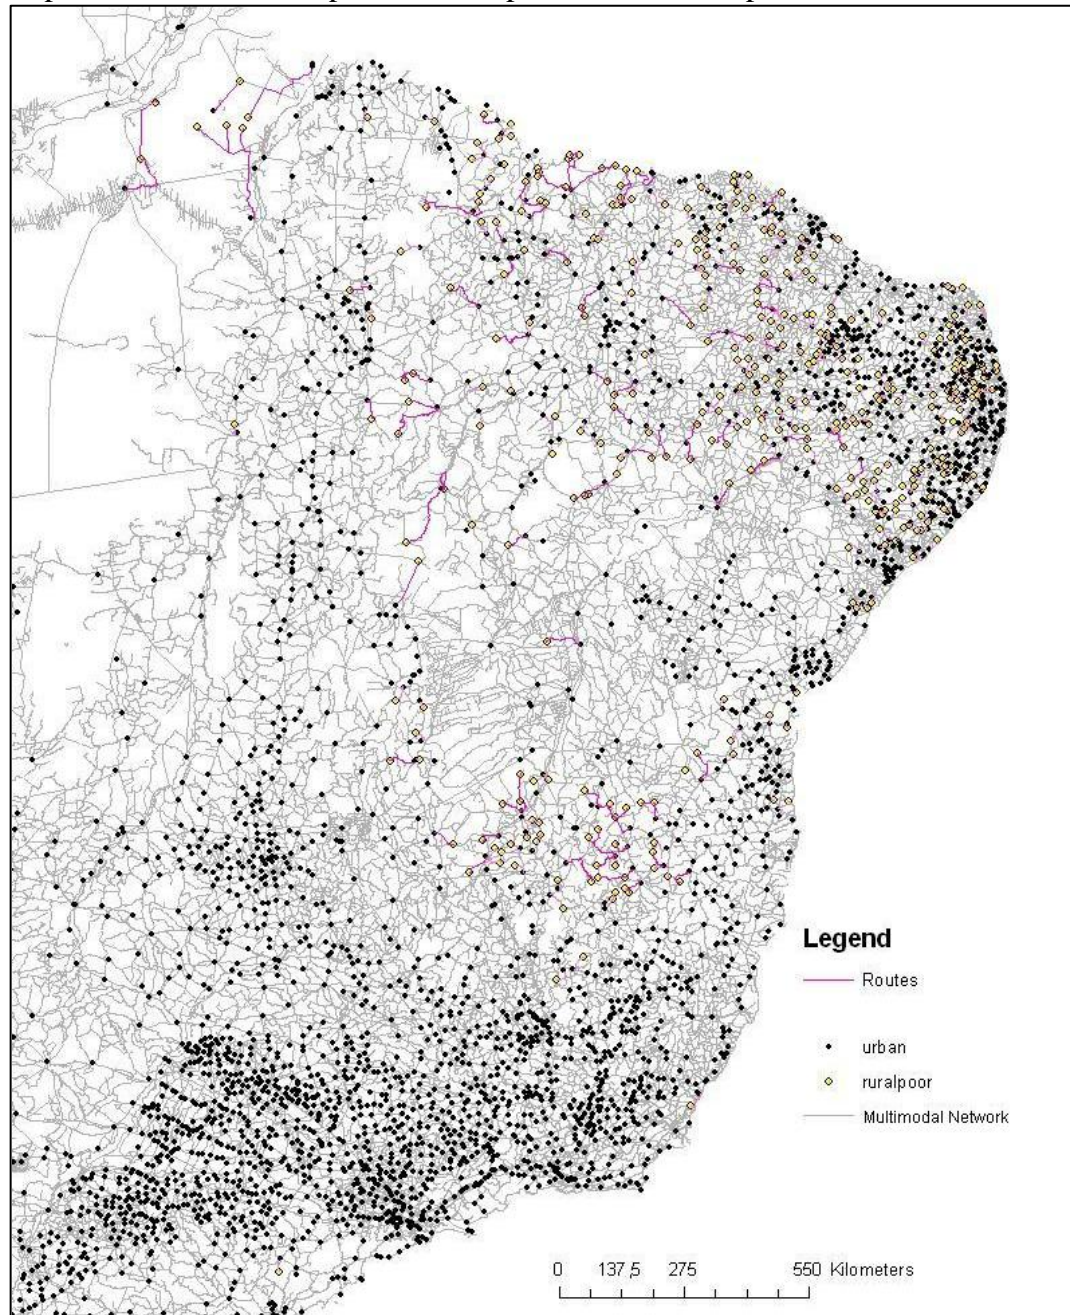 Legend
Routes
urban
ruralpoor
Multimodal Network
0 137,5 275 550 Kilometers